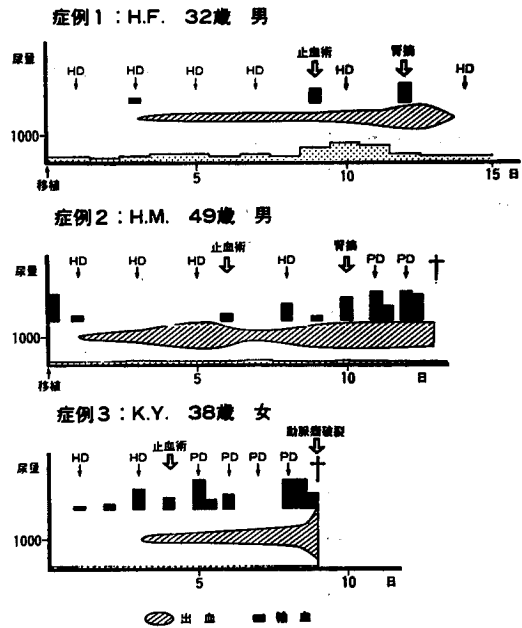 症例1：H.F. 32歳 男
尿量
止血術 腎摘
HD HD HD HD HD HD
1000
移植
5 10 15 日
症例2：H.M. 49歳 男
尿量
止血術 腎摘
HD HD HD HD PD PD
1000
移植
5 10 日
症例3：K.Y. 38歳 女
動脈瘤破裂
尿量
止血術
HD HD PD PD PD PD
1000
5 10 日
出血 輸血